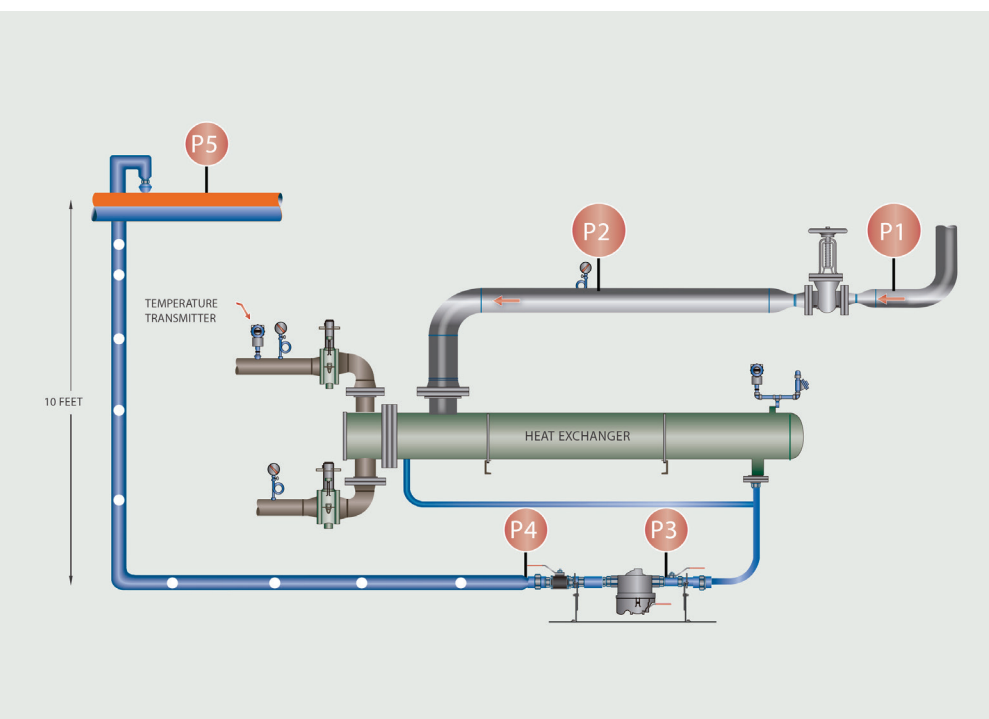 P5
P2
P1
TEMPERATURE
TRANSMITTER
10 FEET
HEAT EXCHANGER
P4
P3